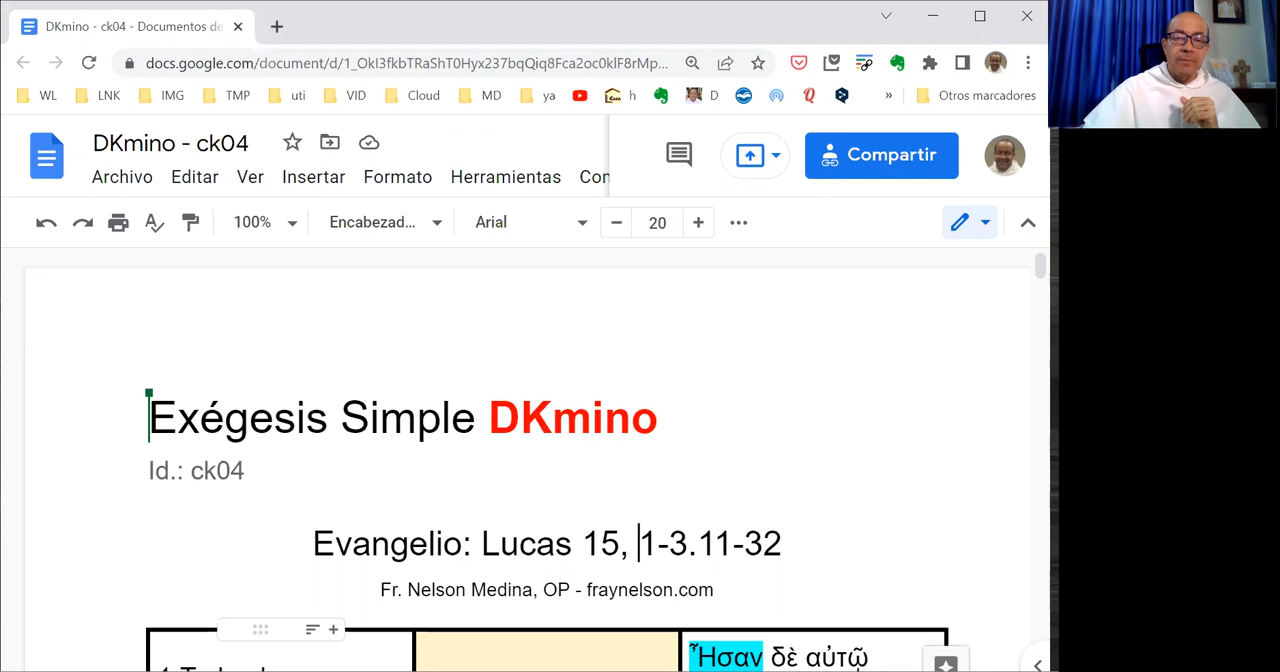 DKmino - ck04 - Documentos de
docs.google.com/document/d/1_OkI3fkbTRaShT0Hyx237bqQiq8Fca2oc0klF8rMp...
WL LNK IMG TMP uti VID Cloud MD ya h D » Otros marcadores
DKmino - ck04
Archivo Editar Ver Insertar Formato Herramientas Con
Compartir
100% Encabezad... Arial 20
Exégesis Simple DKmino
Id.: ck04
Evangelio: Lucas 15, 1-3.11-32
Fr. Nelson Medina, OP - fraynelson.com
Ἦσαν δὲ αὐτῷ